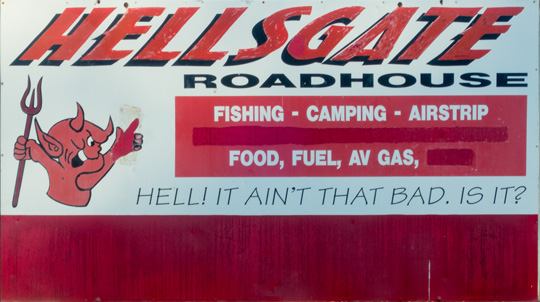 HELLSGATE
ROADHOUSE
FISHING - CAMPING - AIRSTRIP
FOOD, FUEL, AV GAS,
HELL! IT AIN'T THAT BAD. IS IT?